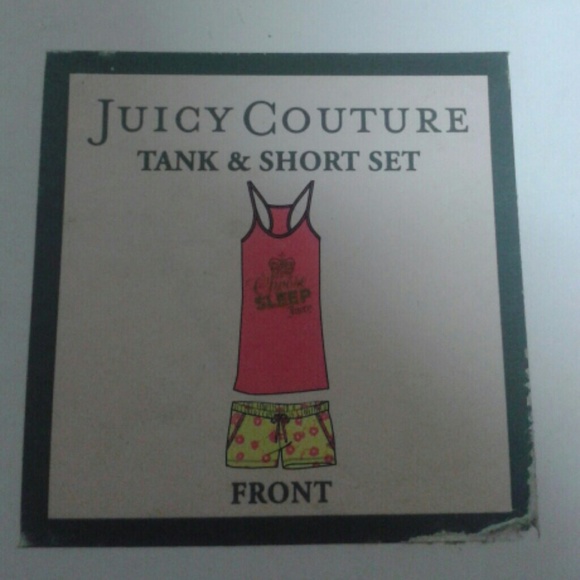 JUICY COUTURE
TANK & SHORT SET
SLEEP
FRONT